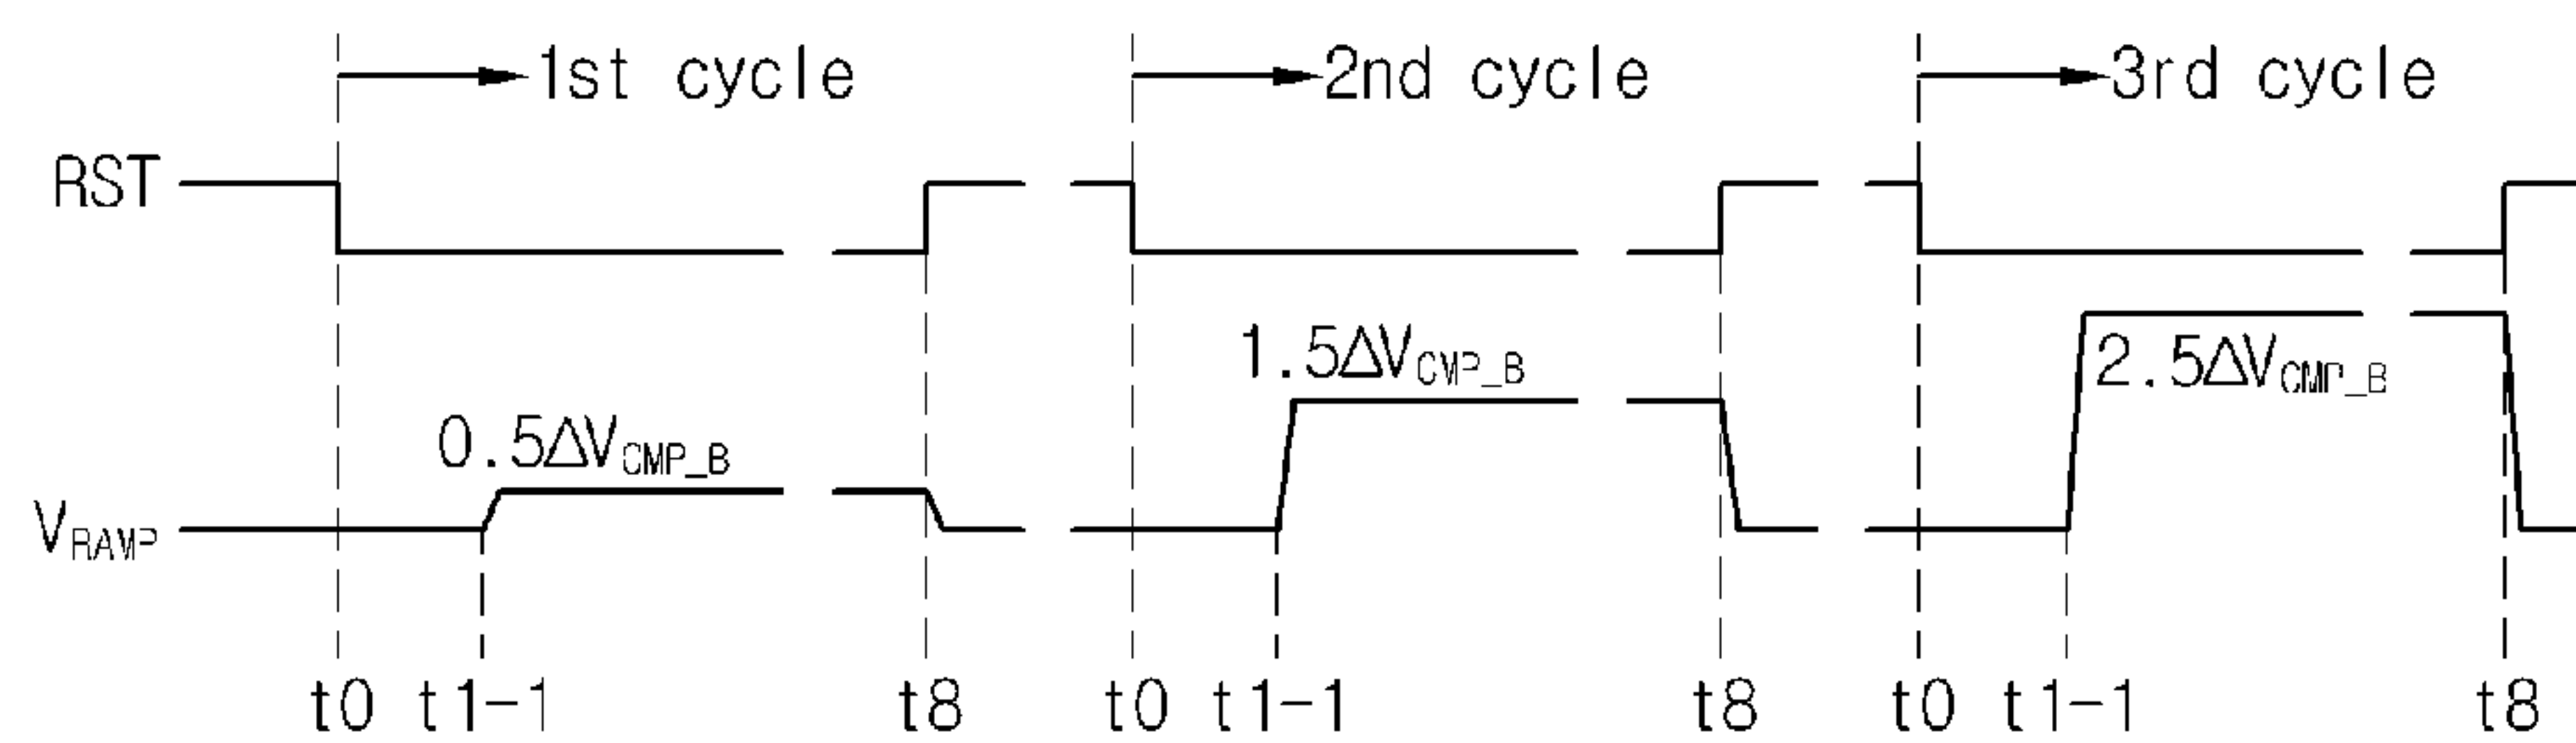 1st cycle 2nd cycle 3rd cycle
RST
1.5ΔVCMP_B 2.5ΔVCMP_B
0.5ΔVCMP_B
VRAMP
t0 t1-1 t8 t0 t1-1 t8 t0 t1-1 t8